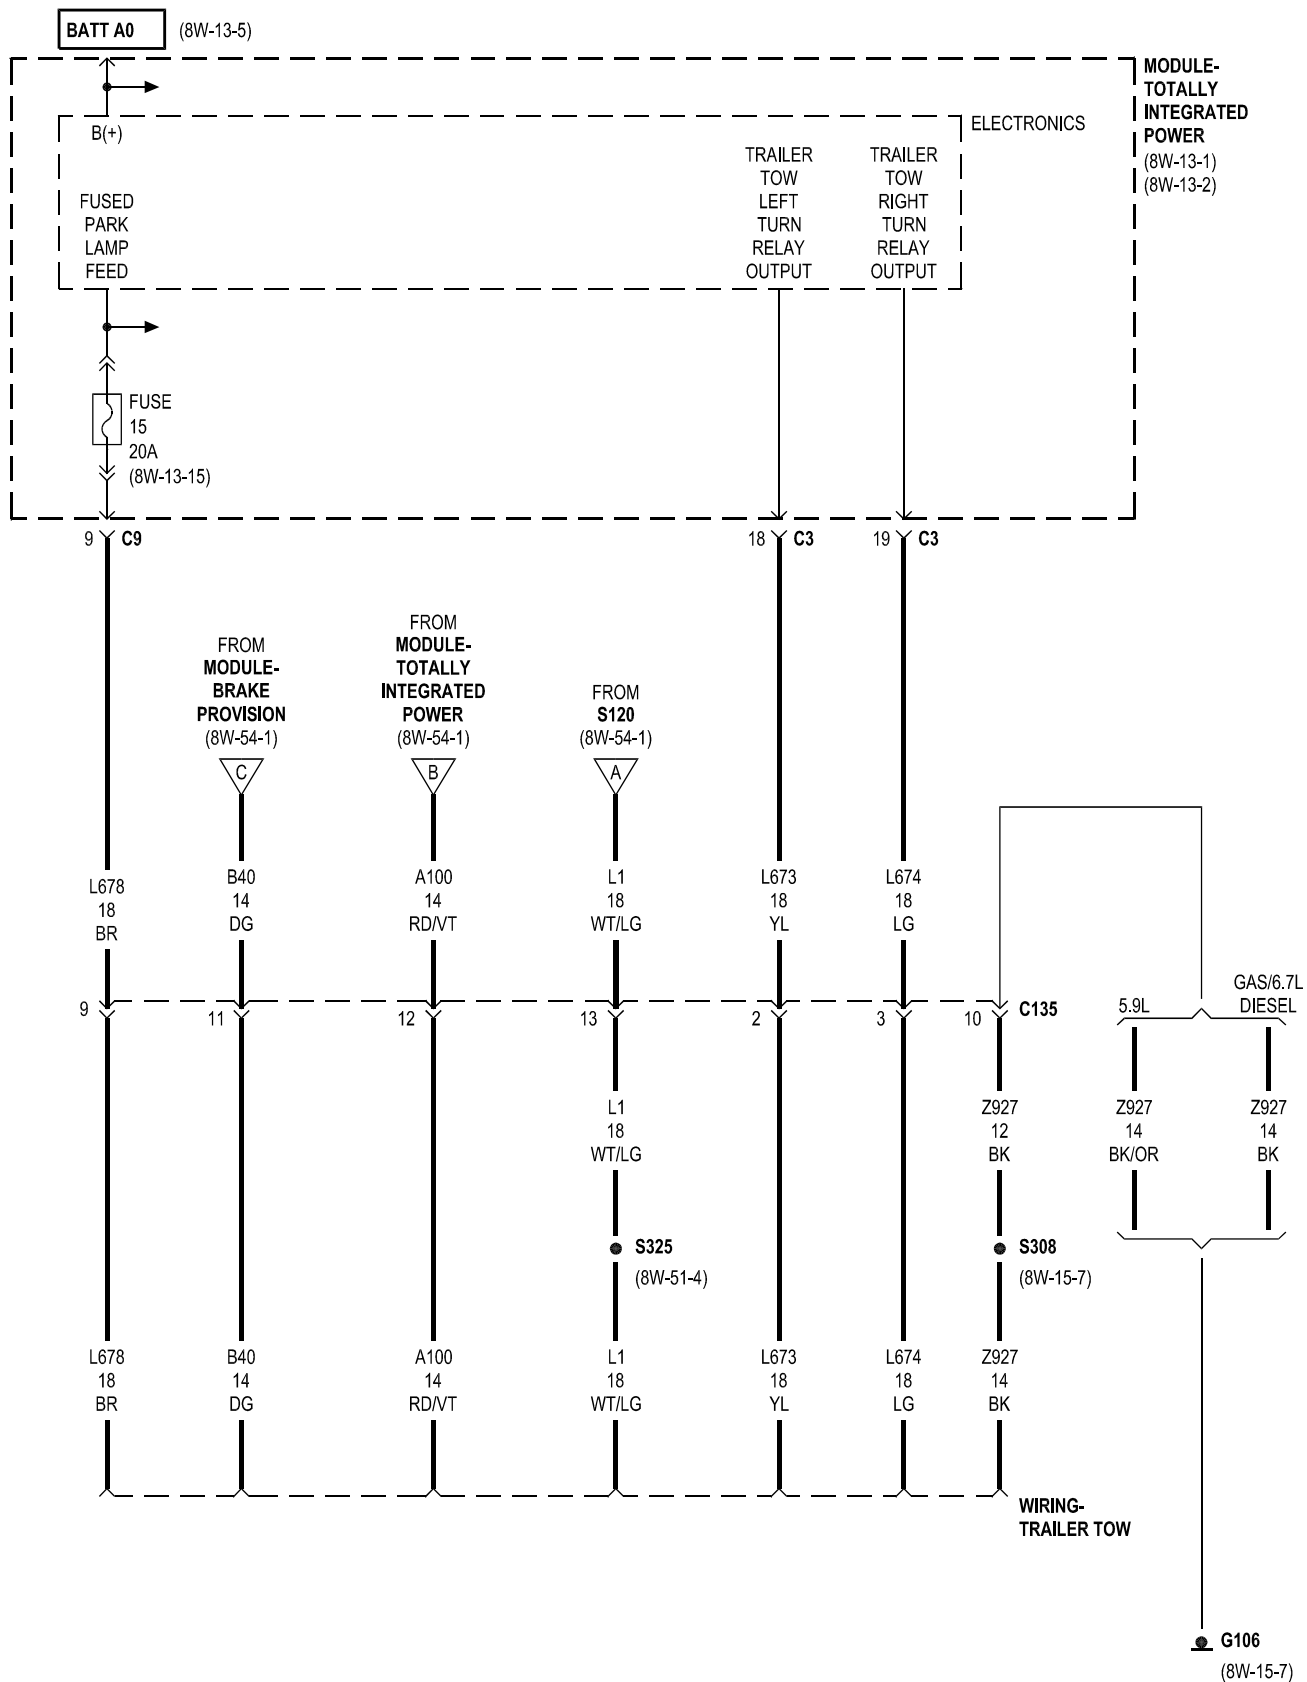 BATT A0 (8W-13-5)
MODULE-
TOTALLY
INTEGRATED
POWER
(8W-13-1)
(8W-13-2)
ELECTRONICS
B(+)
FUSED
PARK
LAMP
FEED
TRAILER
TOW
LEFT
TURN
RELAY
OUTPUT
TRAILER
TOW
RIGHT
TURN
RELAY
OUTPUT
FUSE
15
20A
(8W-13-15)
9 C9
18 C3
19 C3
FROM
MODULE-
BRAKE
PROVISION
(8W-54-1)
C
FROM
MODULE-
TOTALLY
INTEGRATED
POWER
(8W-54-1)
B
FROM
S120
(8W-54-1)
A
L678
18
BR
B40
14
DG
A100
14
RD/VT
L1
18
WT/LG
L673
18
YL
L674
18
LG
9 11 12 13 2 3 10 C135
5.9L
GAS/6.7L
DIESEL
L1
18
WT/LG
Z927
12
BK
Z927
14
BK/OR
Z927
14
BK
S325
(8W-51-4)
S308
(8W-15-7)
L678
18
BR
B40
14
DG
A100
14
RD/VT
L1
18
WT/LG
L673
18
YL
L674
18
LG
Z927
14
BK
WIRING-
TRAILER TOW
G106
(8W-15-7)